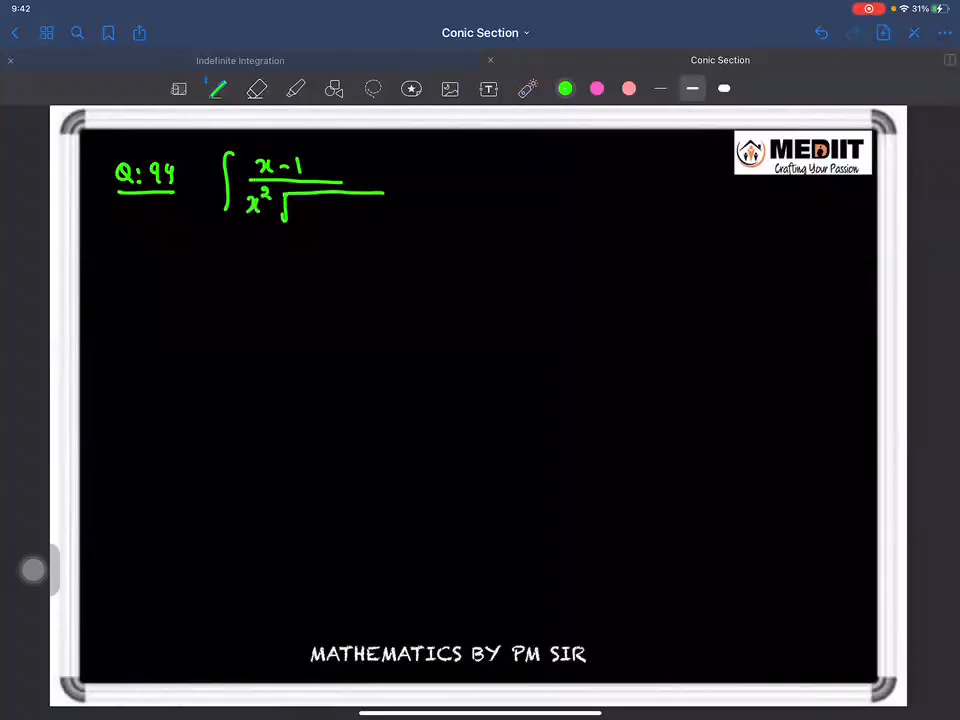 9:42
31%
Conic Section
Indefinite Integration
Conic Section
T
MEDIIT
Crafting Your Passion
Q: 94 ∫ x-1 / x² √
MATHEMATICS BY PM SIR